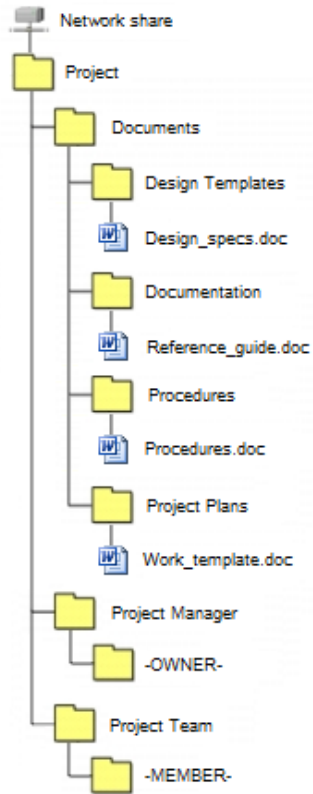 Network share
Project
Documents
Design Templates
Design_specs.doc
Documentation
Reference_guide.doc
Procedures
Procedures.doc
Project Plans
Work_template.doc
Project Manager
-OWNER-
Project Team
-MEMBER-